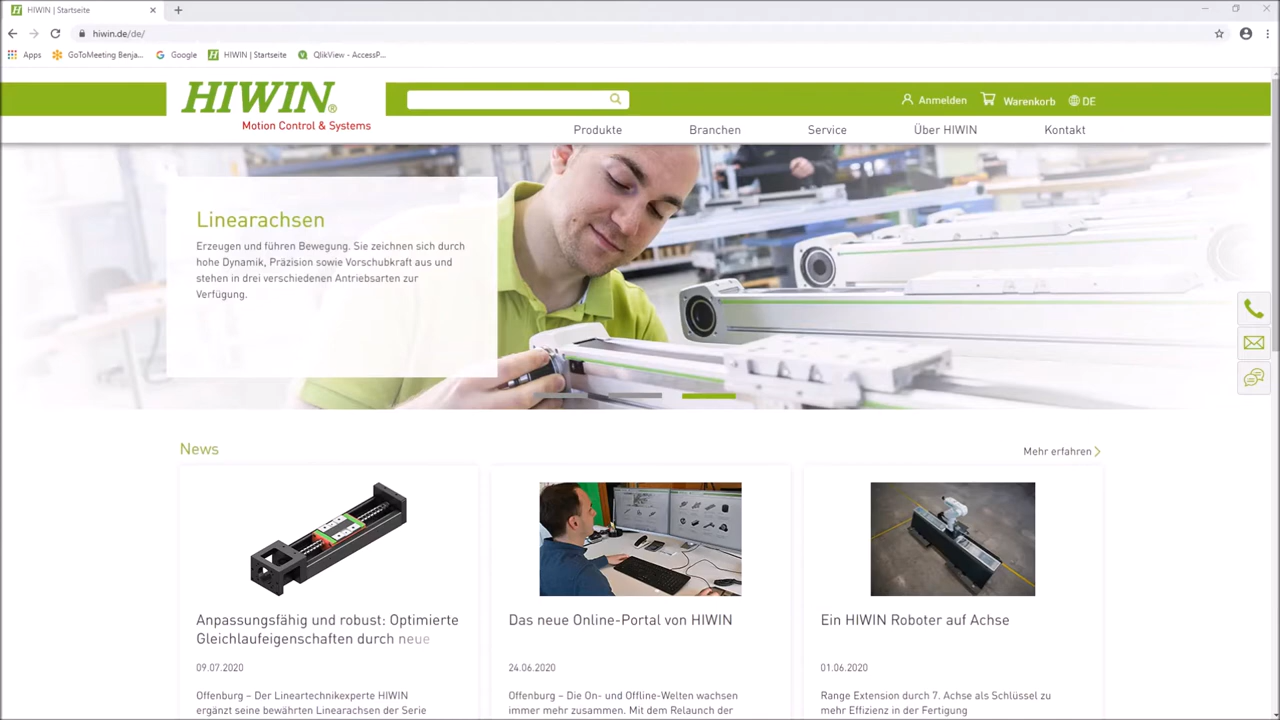 HIWIN | Startseite
hiwin.de/de/
Apps GoToMeeting Benja... Google HIWIN | Startseite QlikView - AccessP...
HIWIN®
Motion Control & Systems
Anmelden Warenkorb DE
Produkte Branchen Service Über HIWIN Kontakt
Linearachsen
Erzeugen und führen Bewegung. Sie zeichnen sich durch
hohe Dynamik, Präzision sowie Vorschubkraft aus und
stehen in drei verschiedenen Antriebsarten zur
Verfügung.
News
Mehr erfahren
Anpassungsfähig und robust: Optimierte
Gleichlaufeigenschaften durch neue
09.07.2020
Offenburg – Der Lineartechnikexperte HIWIN
ergänzt seine bewährten Linearachsen der Serie
Das neue Online-Portal von HIWIN
24.06.2020
Offenburg – Die On- und Offline-Welten wachsen
immer mehr zusammen. Mit dem Relaunch der
Ein HIWIN Roboter auf Achse
01.06.2020
Range Extension durch 7. Achse als Schlüssel zu
mehr Effizienz in der Fertigung